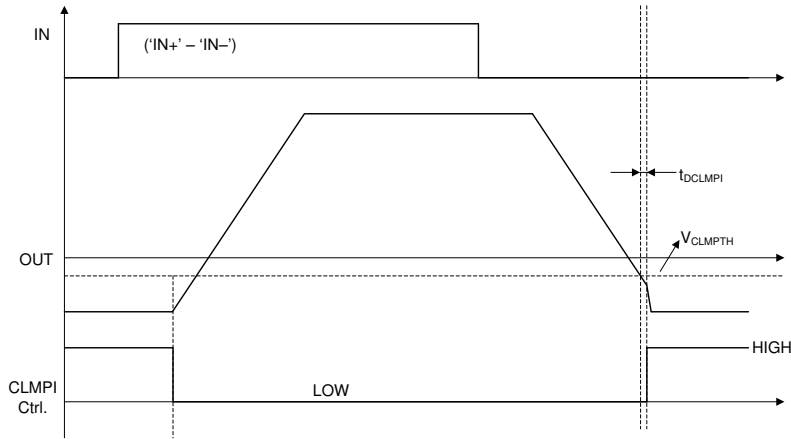 IN
('IN+' – 'IN–')
tDCLMPI
VCLMPTH
OUT
HIGH
CLMPI
Ctrl.
LOW